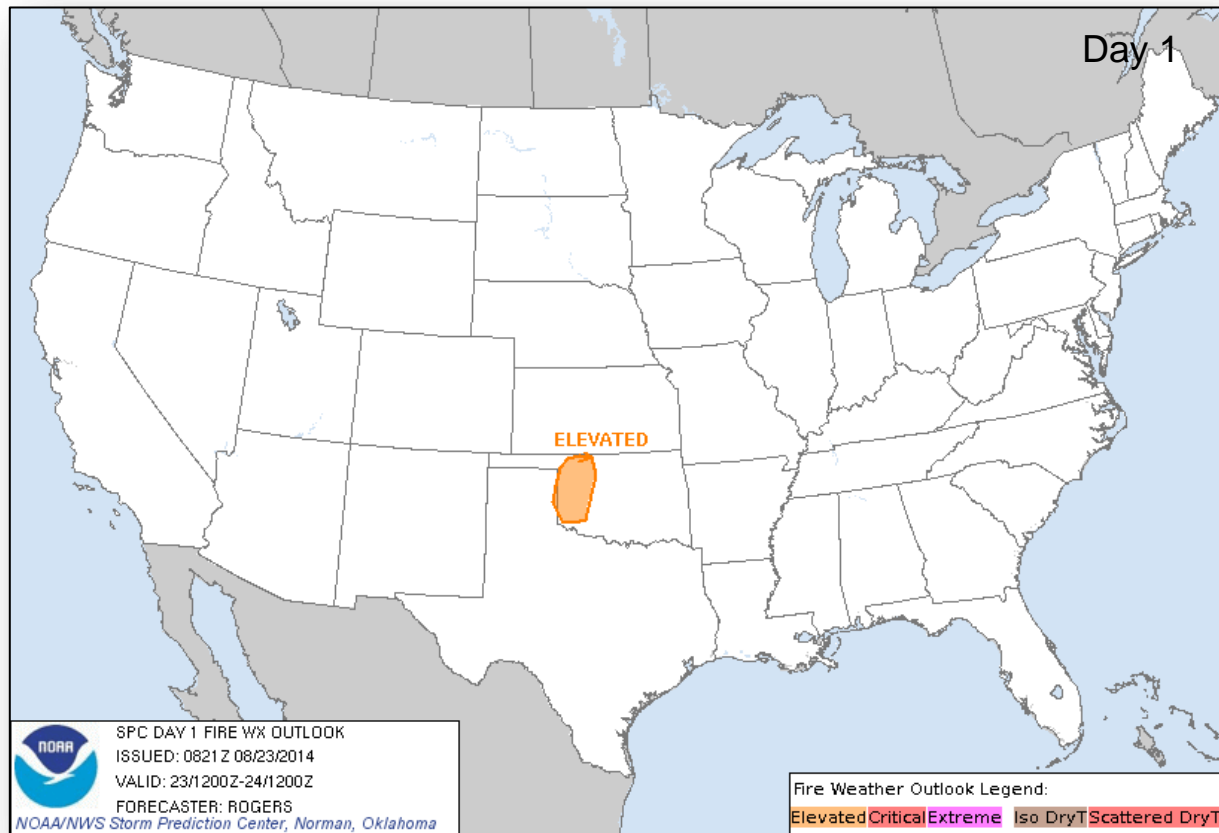 Day 1
ELEVATED
NOAA
SPC DAY 1 FIRE WX OUTLOOK
ISSUED: 0821Z 08/23/2014
VALID: 23/1200Z-24/1200Z
FORECASTER: ROGERS
NOAA/NWS Storm Prediction Center, Norman, Oklahoma
Fire Weather Outlook Legend:
Elevated Critical Extreme Iso DryT Scattered DryT